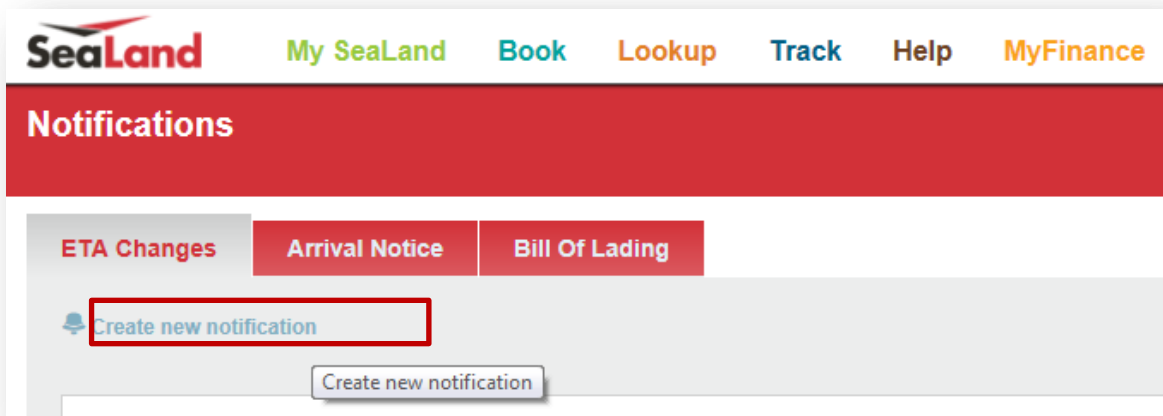 SeaLand My SeaLand Book Lookup Track Help MyFinance
Notifications
ETA Changes Arrival Notice Bill Of Lading
Create new notification
Create new notification